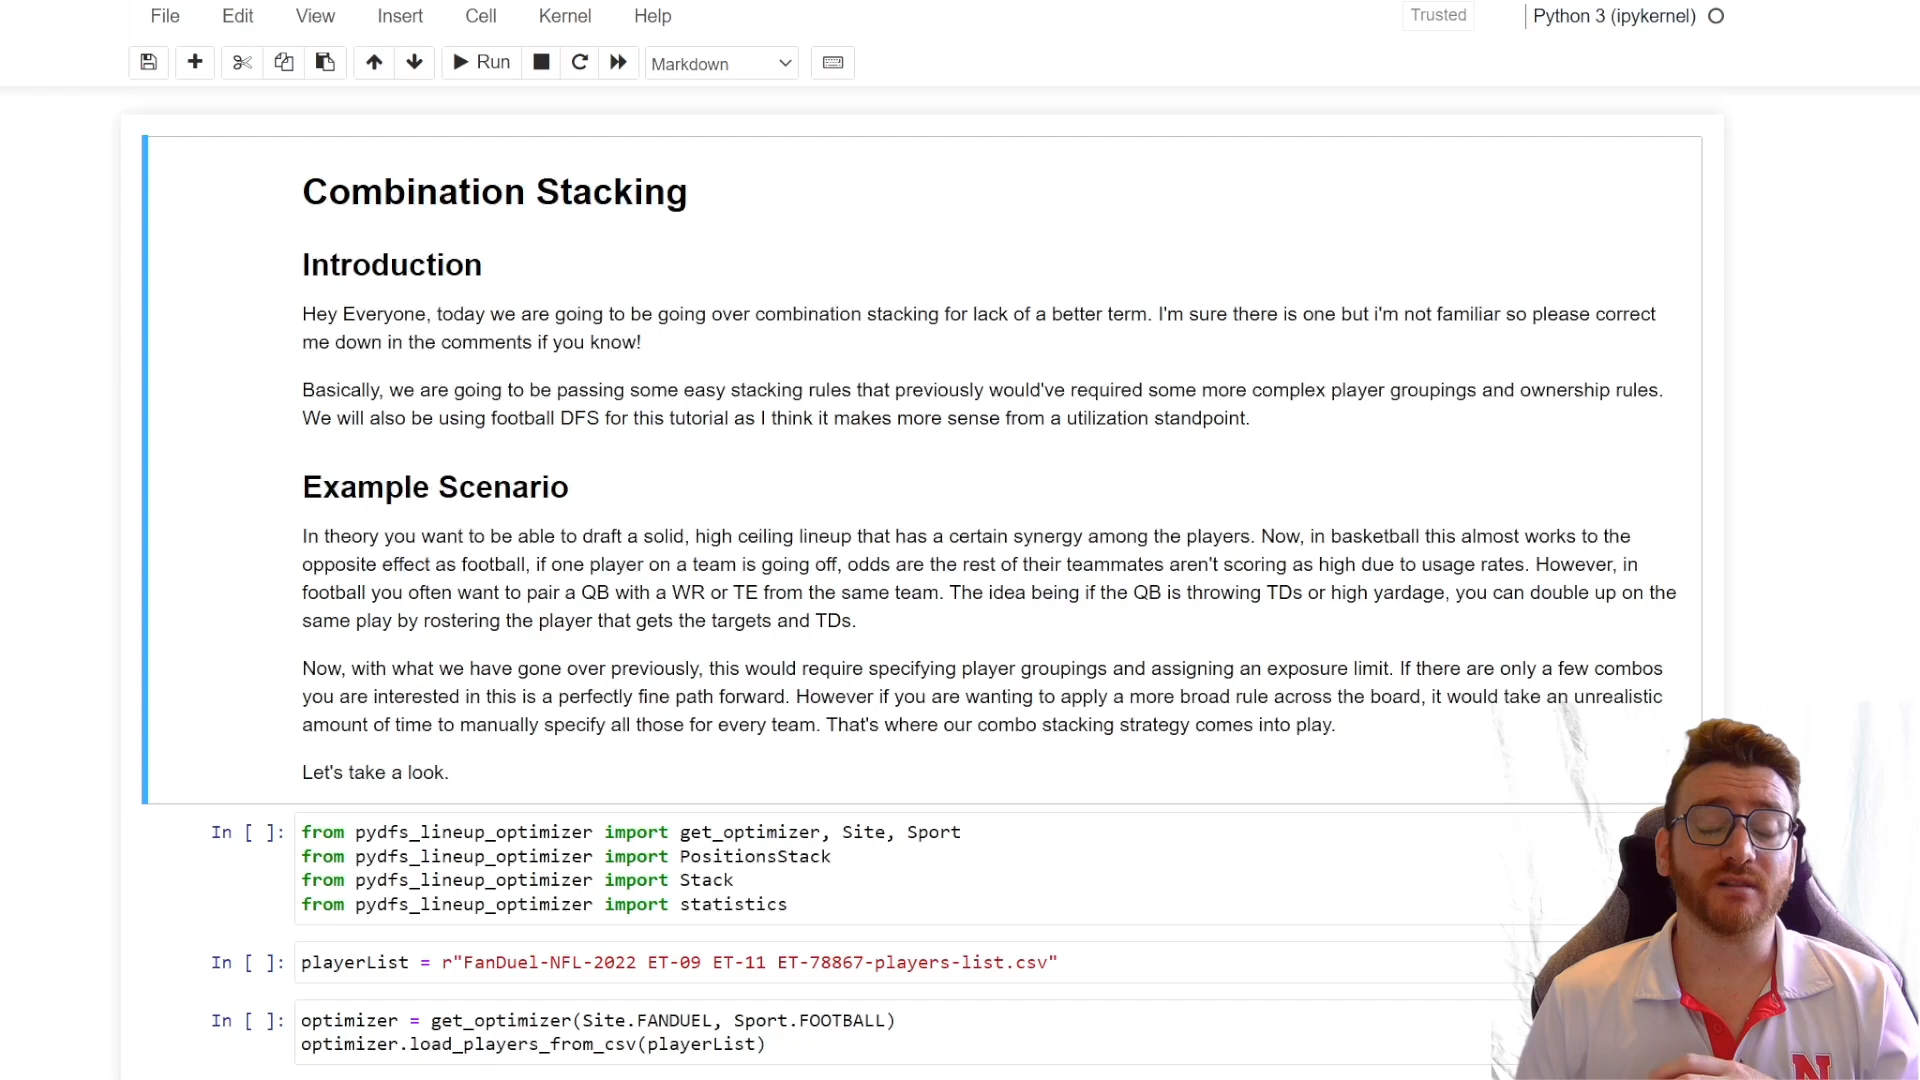 File Edit View Insert Cell Kernel Help Trusted Python 3 (ipykernel)
Run Markdown
Combination Stacking
Introduction
Hey Everyone, today we are going to be going over combination stacking for lack of a better term. I'm sure there is one but i'm not familiar so please correct
me down in the comments if you know!
Basically, we are going to be passing some easy stacking rules that previously would've required some more complex player groupings and ownership rules.
We will also be using football DFS for this tutorial as I think it makes more sense from a utilization standpoint.
Example Scenario
In theory you want to be able to draft a solid, high ceiling lineup that has a certain synergy among the players. Now, in basketball this almost works to the
opposite effect as football, if one player on a team is going off, odds are the rest of their teammates aren't scoring as high due to usage rates. However, in
football you often want to pair a QB with a WR or TE from the same team. The idea being if the QB is throwing TDs or high yardage, you can double up on the
same play by rostering the player that gets the targets and TDs.
Now, with what we have gone over previously, this would require specifying player groupings and assigning an exposure limit. If there are only a few combos
you are interested in this is a perfectly fine path forward. However if you are wanting to apply a more broad rule across the board, it would take an unrealistic
amount of time to manually specify all those for every team. That's where our combo stacking strategy comes into play.
Let's take a look.
In [ ]: from pydfs_lineup_optimizer import get_optimizer, Site, Sport
from pydfs_lineup_optimizer import PositionsStack
from pydfs_lineup_optimizer import Stack
from pydfs_lineup_optimizer import statistics
In [ ]: playerList = r"FanDuel-NFL-2022 ET-09 ET-11 ET-78867-players-list.csv"
In [ ]: optimizer = get_optimizer(Site.FANDUEL, Sport.FOOTBALL)
optimizer.load_players_from_csv(playerList)
N